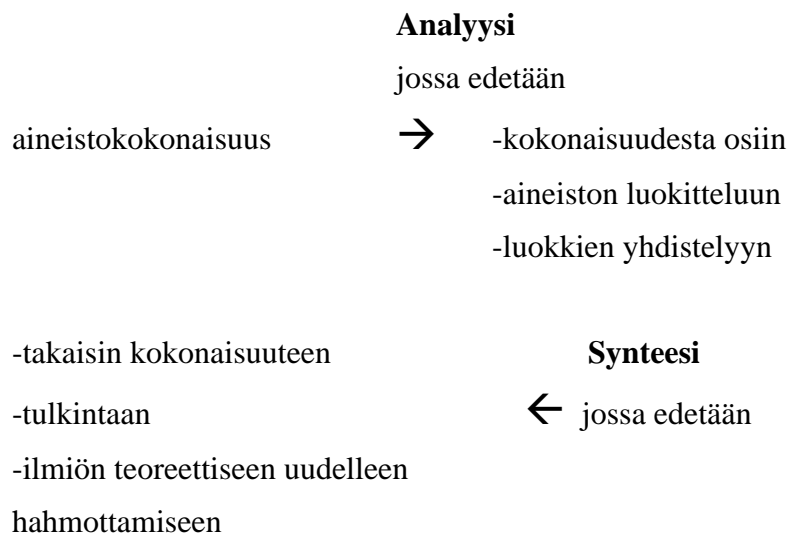 Analyysi
jossa edetään
aineistokokonaisuus → -kokonaisuudesta osiin
-aineiston luokitteluun
-luokkien yhdistelyyn
-takaisin kokonaisuuteen Synteesi
-tulkintaan ← jossa edetään
-ilmiön teoreettiseen uudelleen
hahmottamiseen